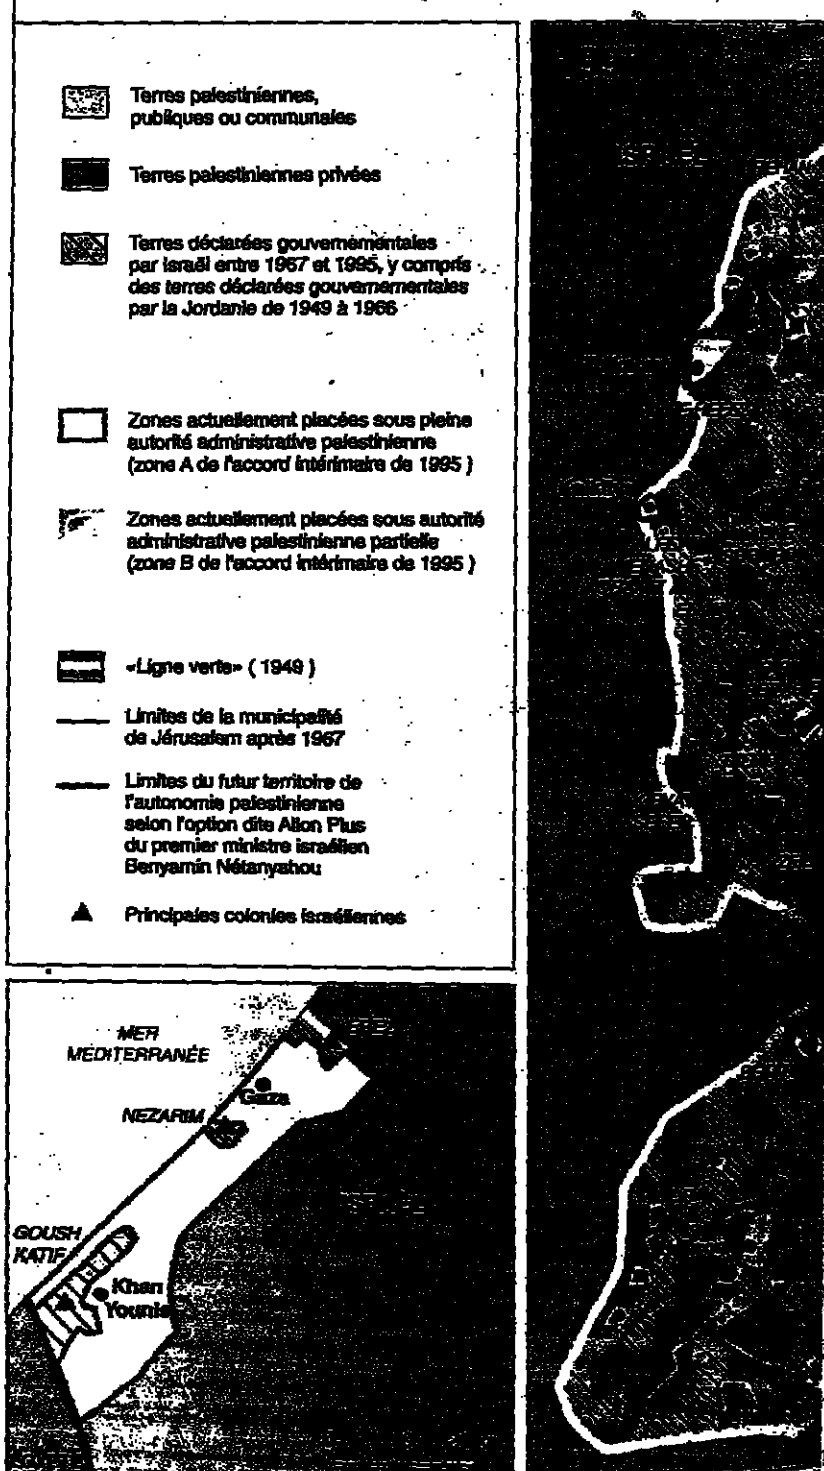 Terres palestiniennes,
publiques ou communales
Terres palestiniennes privées
Terres déclarées gouvernementales
par Israël entre 1967 et 1995, y compris
des terres déclarées gouvernementales
par la Jordanie de 1949 à 1966
Zones actuellement placées sous pleine
autorité administrative palestinienne
(zone A de l'accord intérimaire de 1995)
Zones actuellement placées sous autorité
administrative palestinienne partielle
(zone B de l'accord intérimaire de 1995)
«Ligne verte» (1949)
Limites de la municipalité
de Jérusalem après 1967
Limites du futur territoire de
l'autonomie palestinienne
selon l'option dite Allon Plus
du premier ministre israélien
Benyamin Nétanyahou
Principales colonies israéliennes
MER
MEDITERRANÉE
Gaza
NEZARIM
GOUSH
KATIF
Khan
Younis